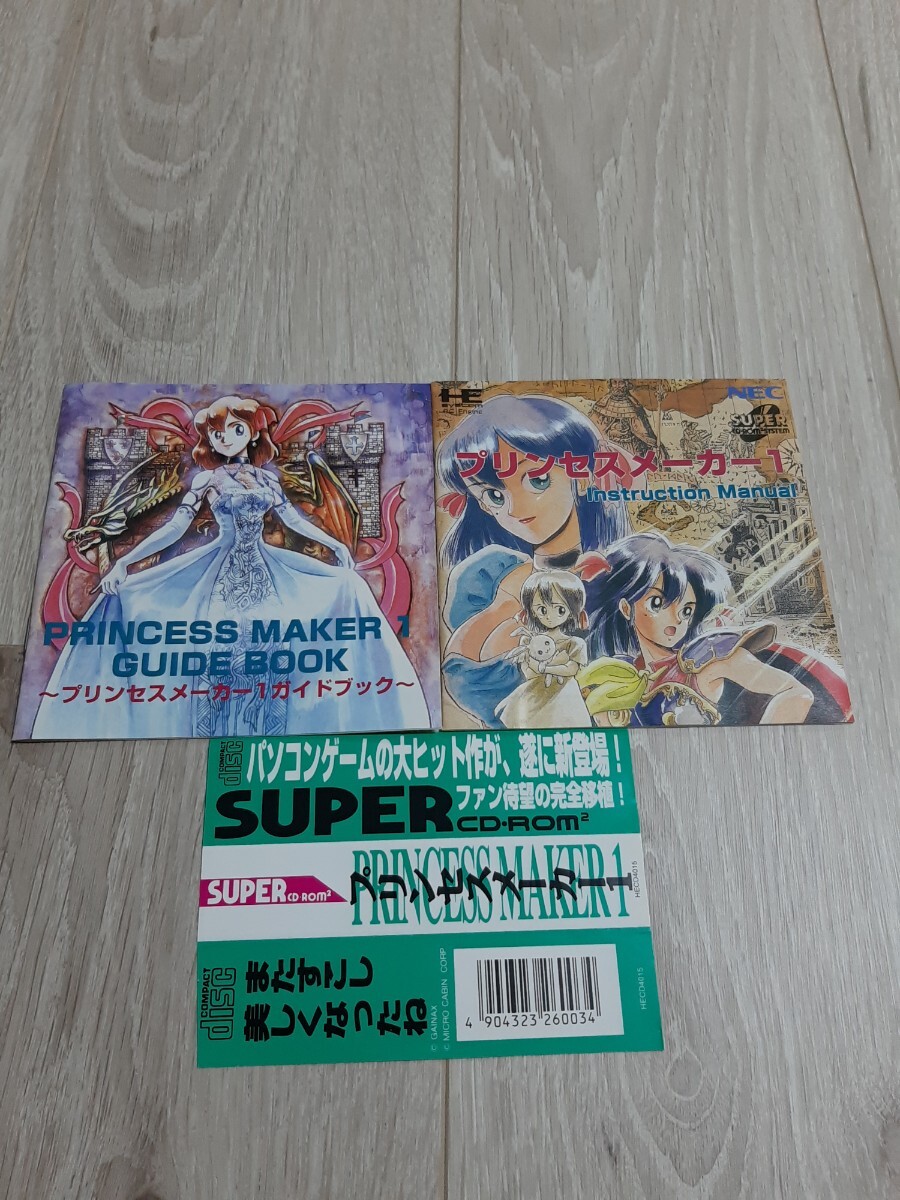 PRINCESS MAKER 1
GUIDE BOOK
～プリンセスメーカー1ガイドブック～
HE
NEC
SUPER
CD-ROM² SYSTEM
プリンセスメーカー1
Instruction Manual
COMPACT
disc
パソコンゲームの大ヒット作が、遂に新登場！
SUPER
CD・ROM²
ファン待望の完全移植！
SUPER CD ROM²
PRINCESS MAKER 1
プリンセスメーカー1
HECD4015
COMPACT
disc
またすこし
美しくなったね
© GAINAX
© MICRO CABIN CORP
4 904323 260034
HECD4015